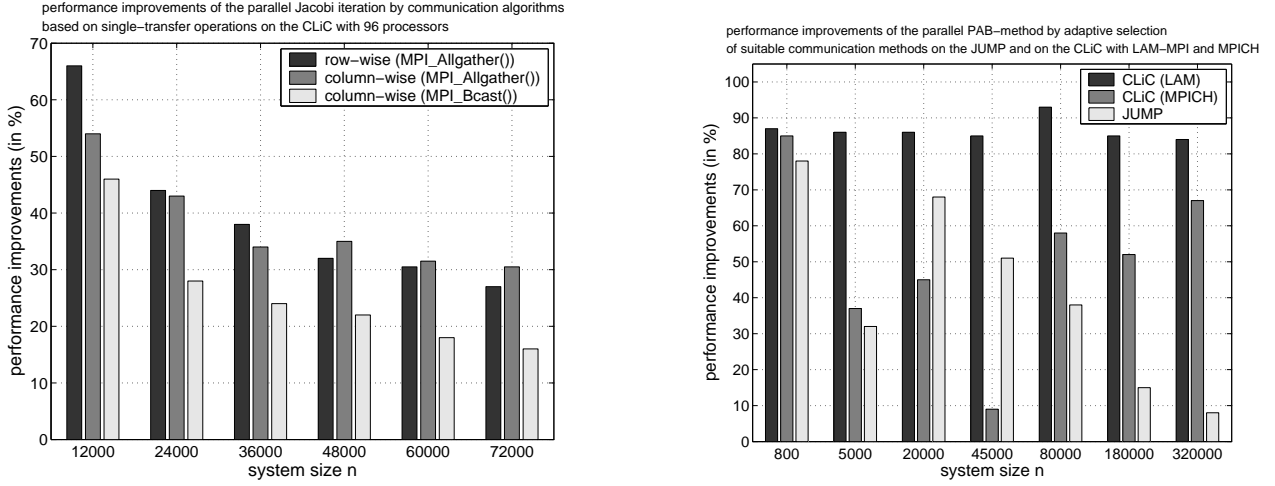 performance improvements of the parallel Jacobi iteration by communication algorithms
based on single−transfer operations on the CLiC with 96 processors
70
60
50
40
30
20
10
0
performance improvements (in %)
row−wise (MPI_Allgather())
column−wise (MPI_Allgather())
column−wise (MPI_Bcast())
12000 24000 36000 48000 60000 72000
system size n
performance improvements of the parallel PAB−method by adaptive selection
of suitable communication methods on the JUMP and on the CLiC with LAM−MPI and MPICH
100
90
80
70
60
50
40
30
20
10
0
performance improvements (in %)
CLiC (LAM)
CLiC (MPICH)
JUMP
800 5000 20000 45000 80000 180000 320000
system size n